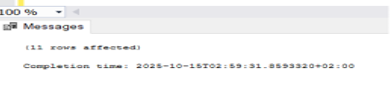 100 %
Messages
(11 rows affected)
Completion time: 2025-10-15T02:59:31.8593320+02:00